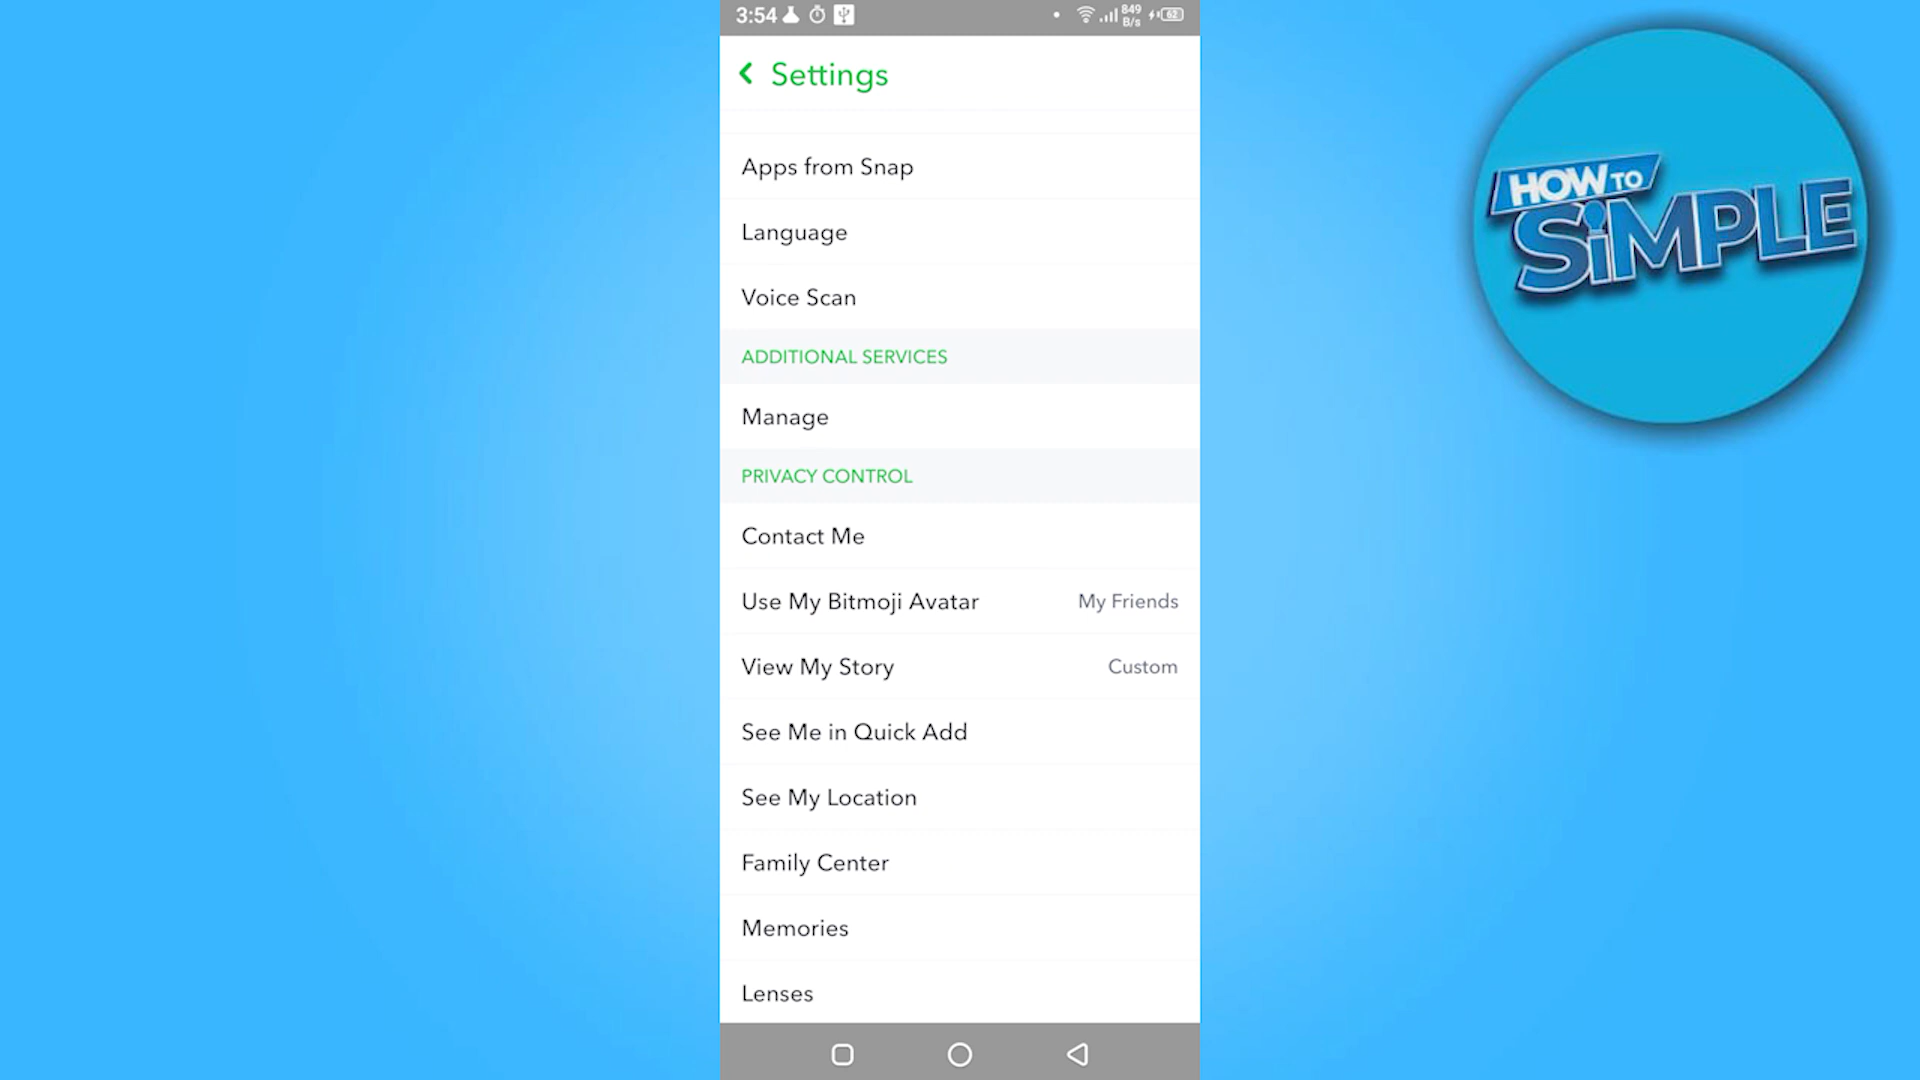 3:54
849
B/s
62
Settings
Apps from Snap
Language
Voice Scan
ADDITIONAL SERVICES
Manage
PRIVACY CONTROL
Contact Me
Use My Bitmoji Avatar My Friends
View My Story Custom
See Me in Quick Add
See My Location
Family Center
Memories
Lenses
HOW TO
SiMPLE